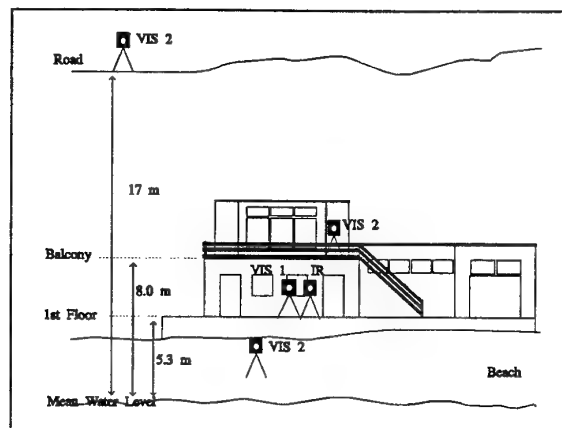 VIS 2
Road
17 m
VIS 2
Balcony
VIS 1 IR
8.0 m
1st Floor
VIS 2
5.3 m
Beach
Mean Water Level